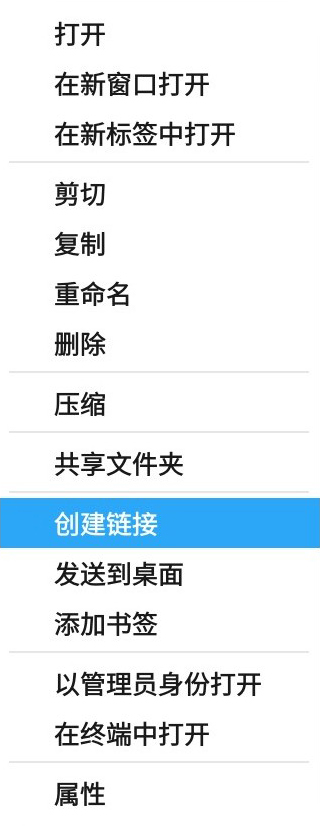 打开
在新窗口打开
在新标签中打开
剪切
复制
重命名
删除
压缩
共享文件夹
创建链接
发送到桌面
添加书签
以管理员身份打开
在终端中打开
属性